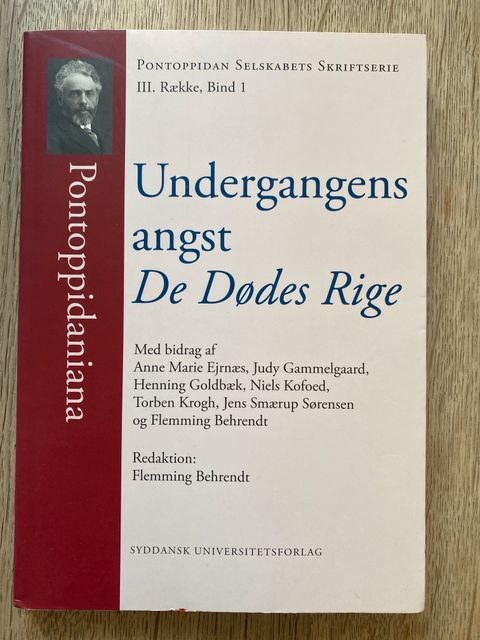 Pontoppidan Selskabets Skriftserie
III. Række, Bind 1
Pontoppidaniana
Undergangens
angst
De Dødes Rige
Med bidrag af
Anne Marie Ejrnæs, Judy Gammelgaard,
Henning Goldbæk, Niels Kofoed,
Torben Krogh, Jens Smærup Sørensen
og Flemming Behrendt
Redaktion:
Flemming Behrendt
SYDDANSK UNIVERSITETSFORLAG